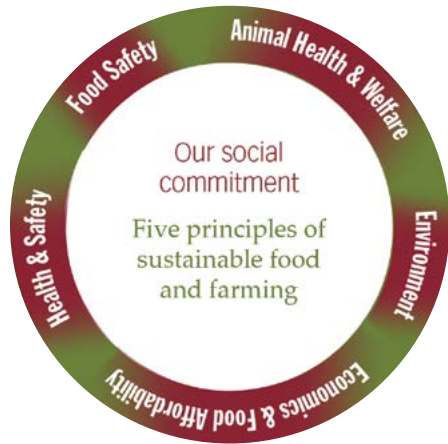 Food Safety
Animal Health & Welfare
Environment
Economics & Food Affordability
Health & Safety
Our social
commitment
Five principles of
sustainable food
and farming